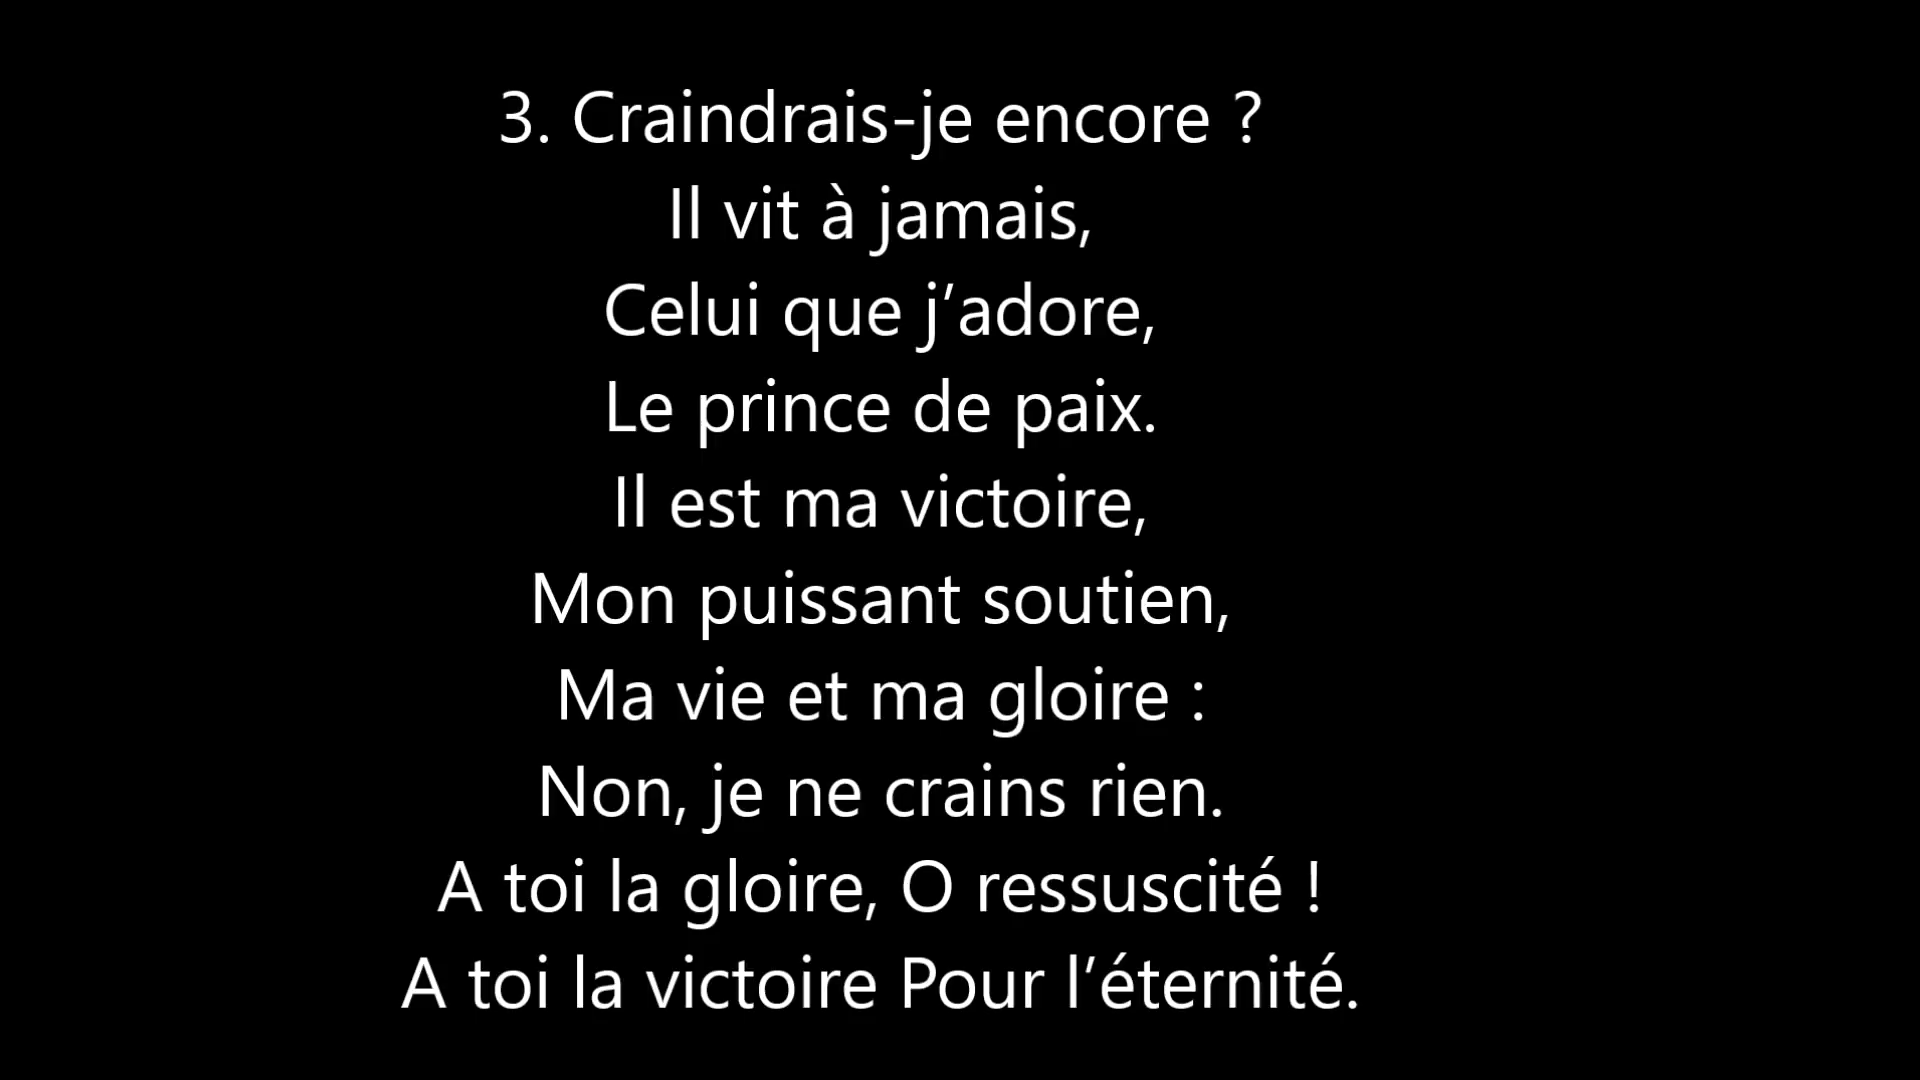 3. Craindrais-je encore ?
Il vit à jamais,
Celui que j’adore,
Le prince de paix.
Il est ma victoire,
Mon puissant soutien,
Ma vie et ma gloire :
Non, je ne crains rien.
A toi la gloire, O ressuscité !
A toi la victoire Pour l’éternité.